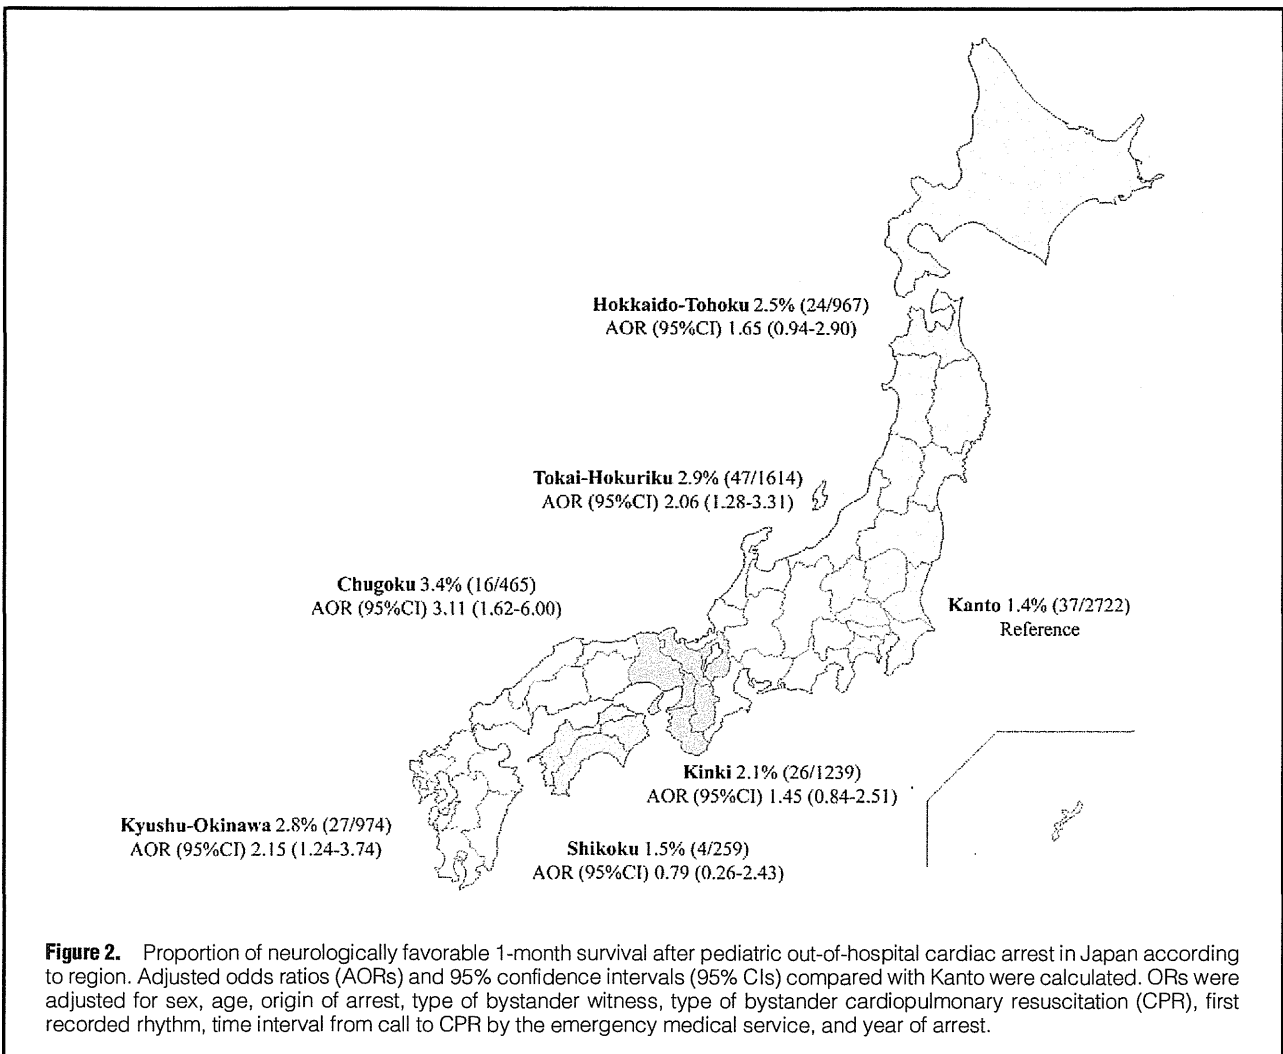 Hokkaido-Tohoku 2.5% (24/967)
AOR (95%CI) 1.65 (0.94-2.90)
Tokai-Hokuriku 2.9% (47/1614)
AOR (95%CI) 2.06 (1.28-3.31)
Chugoku 3.4% (16/465)
AOR (95%CI) 3.11 (1.62-6.00)
Kanto 1.4% (37/2722)
Reference
Kinki 2.1% (26/1239)
AOR (95%CI) 1.45 (0.84-2.51)
Kyushu-Okinawa 2.8% (27/974)
AOR (95%CI) 2.15 (1.24-3.74)
Shikoku 1.5% (4/259)
AOR (95%CI) 0.79 (0.26-2.43)
Figure 2. Proportion of neurologically favorable 1-month survival after pediatric out-of-hospital cardiac arrest in Japan according
to region. Adjusted odds ratios (AORs) and 95% confidence intervals (95% CIs) compared with Kanto were calculated. ORs were
adjusted for sex, age, origin of arrest, type of bystander witness, type of bystander cardiopulmonary resuscitation (CPR), first
recorded rhythm, time interval from call to CPR by the emergency medical service, and year of arrest.